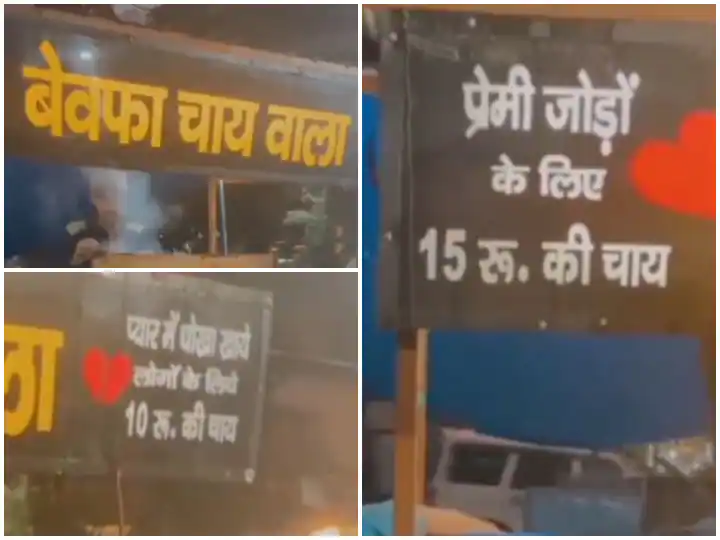 बेवफा चाय वाला
प्रेमी जोड़ों
के लिए
15 रू. की चाय
ला
प्यार में धोखा खाये
लोगों के लिये
10 रू. की चाय